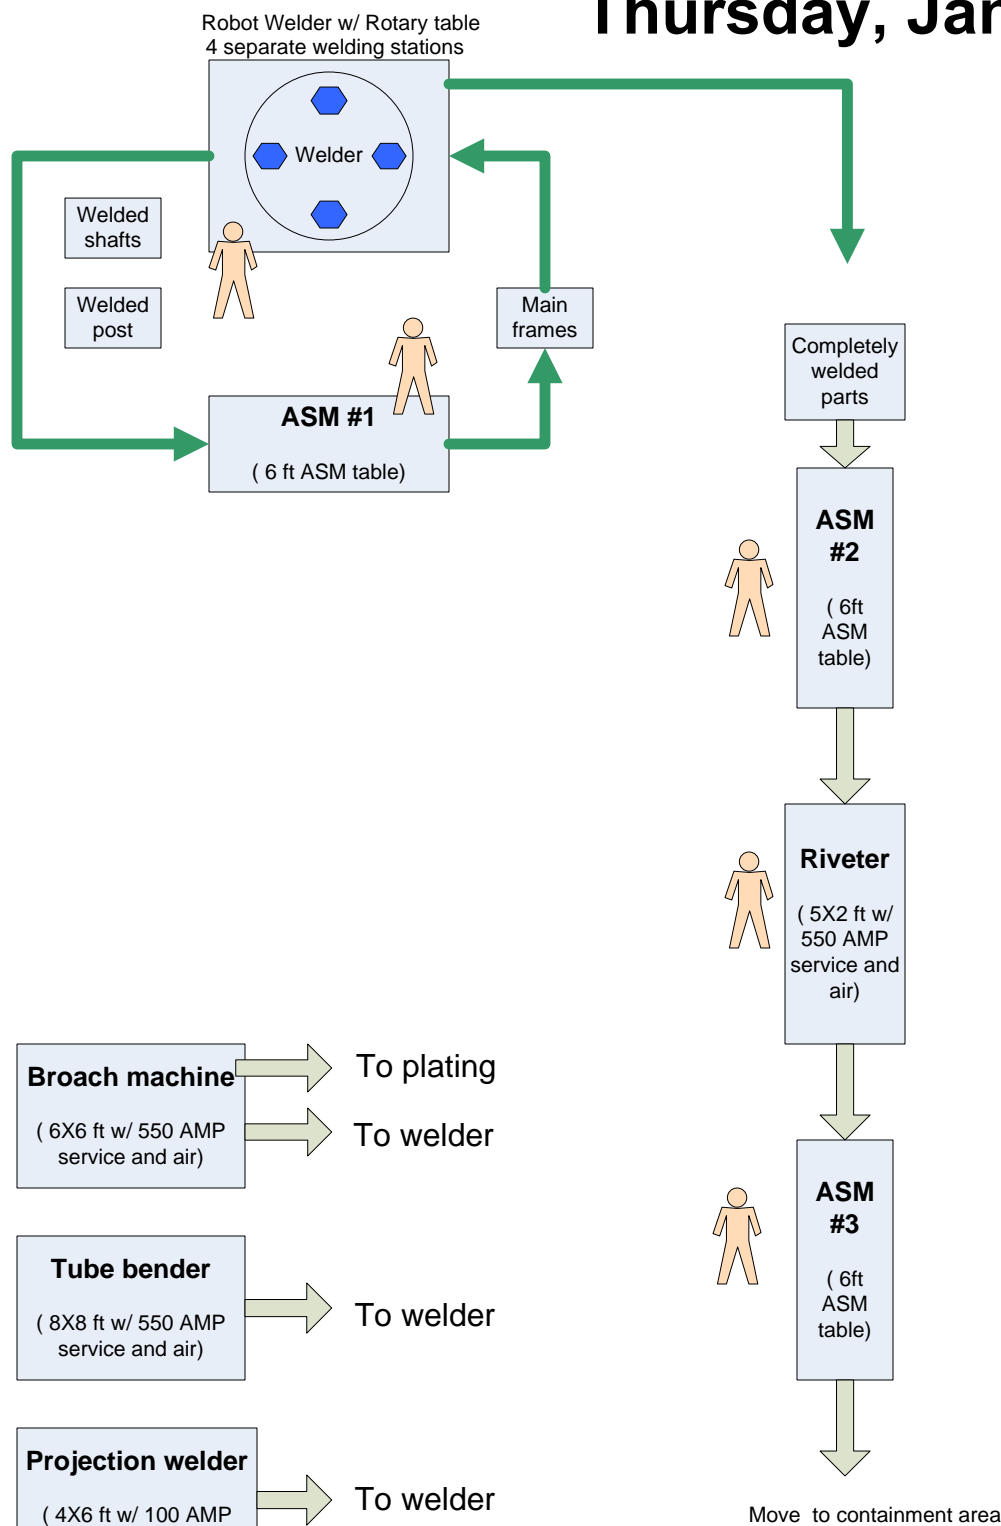 Thursday, Jan
Robot Welder w/ Rotary table
4 separate welding stations
Welder
Welded
shafts
Welded
post
Main
frames
ASM #1
( 6 ft ASM table)
Completely
welded
parts
ASM
#2
( 6ft
ASM
table)
Riveter
( 5X2 ft w/
550 AMP
service and
air)
ASM
#3
( 6ft
ASM
table)
Move to containment area
Broach machine
( 6X6 ft w/ 550 AMP
service and air)
To plating
To welder
Tube bender
( 8X8 ft w/ 550 AMP
service and air)
To welder
Projection welder
( 4X6 ft w/ 100 AMP
To welder